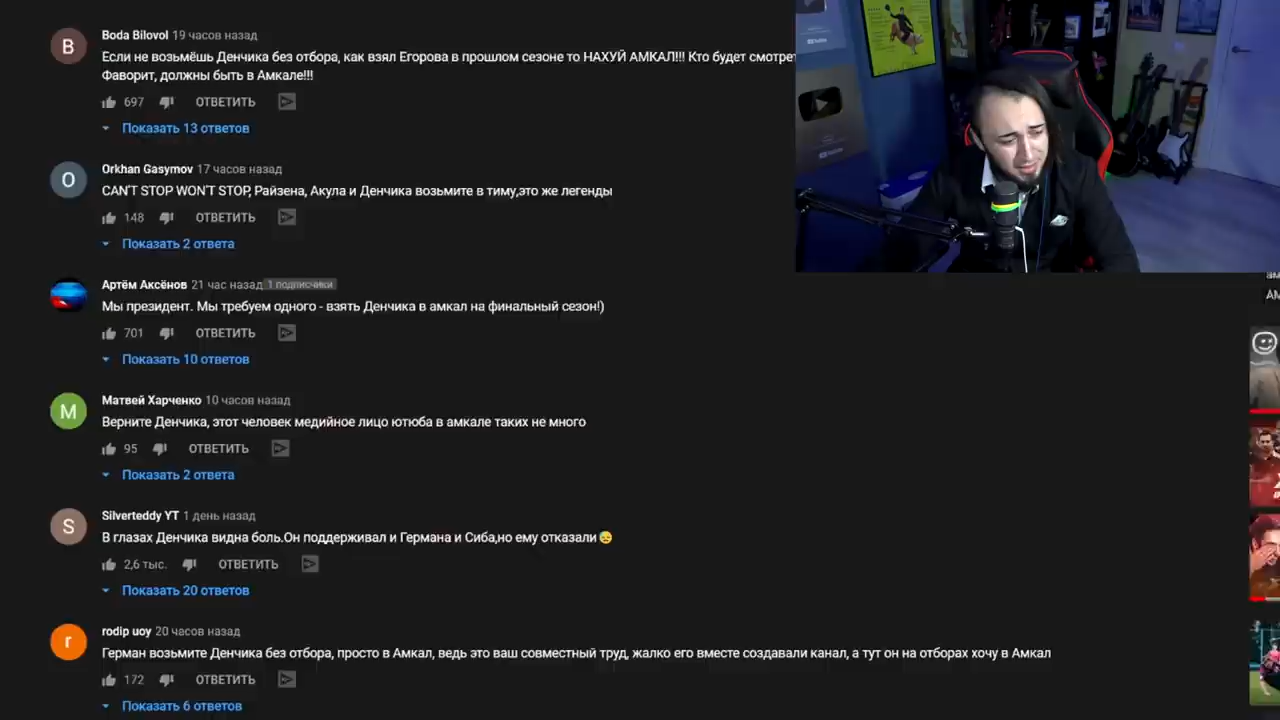 Boda Bilovol 19 часов назад
Если не возьмёшь Денчика без отбора, как взял Егорова в прошлом сезоне то НАХУЙ АМКАЛ!!! Кто будет смотрет
Фаворит, должны быть в Амкале!!!
697 ОТВЕТИТЬ
Показать 13 ответов
Orkhan Gasymov 17 часов назад
CAN'T STOP WON'T STOP, Райзена, Акула и Денчика возьмите в тиму,это же легенды
148 ОТВЕТИТЬ
Показать 2 ответа
Артём Аксёнов 21 час назад 1 подписчики
Мы президент. Мы требуем одного - взять Денчика в амкал на финальный сезон!)
701 ОТВЕТИТЬ
Показать 10 ответов
Матвей Харченко 10 часов назад
Верните Денчика, этот человек медийное лицо ютюба в амкале таких не много
95 ОТВЕТИТЬ
Показать 2 ответа
Silverteddy YT 1 день назад
В глазах Денчика видна боль.Он поддерживал и Германа и Сиба,но ему отказали😥
2,6 тыс. ОТВЕТИТЬ
Показать 20 ответов
rodip uoy 20 часов назад
Герман возьмите Денчика без отбора, просто в Амкал, ведь это ваш совместный труд, жалко его вместе создавали канал, а тут он на отборах хочу в Амкал
172 ОТВЕТИТЬ
Показать 6 ответов